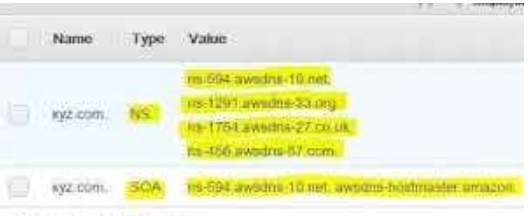 Name Type Value
ns-594.awsdns-10.net.
ns-1291.awsdns-33.org.
xyz.com. NS ns-1754.awsdns-27.co.uk.
ns-456.awsdns-57.com.
xyz.com. SOA ns-594.awsdns-10.net. awsdns-hostmaster.amazon.